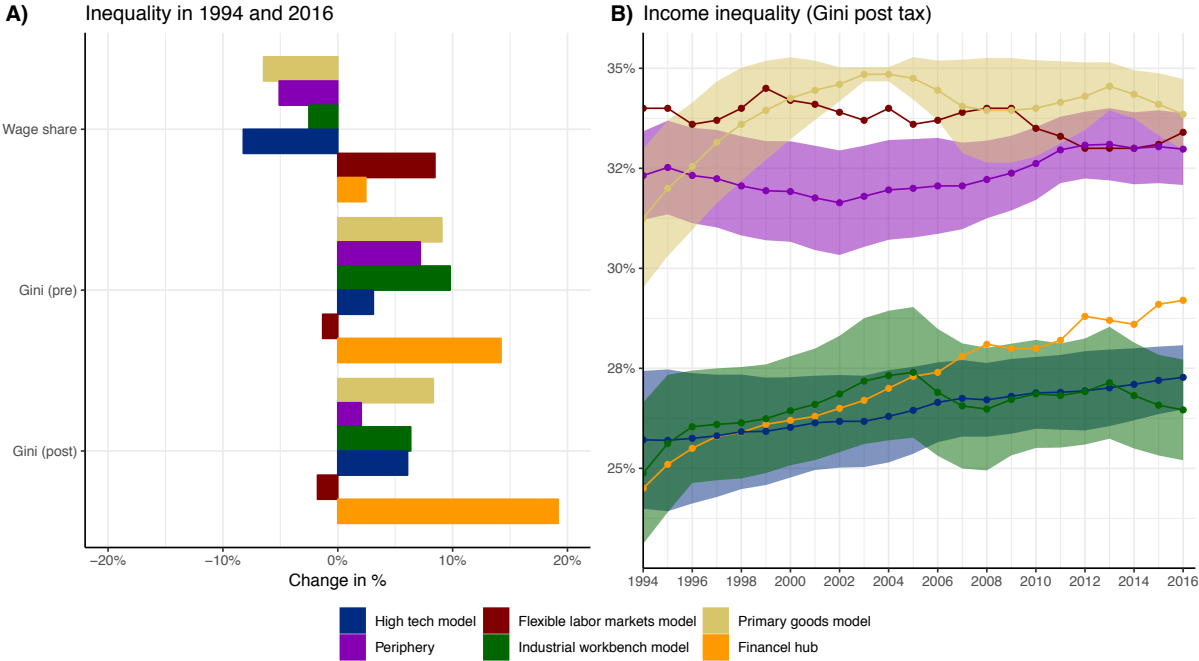 A) Inequality in 1994 and 2016
Wage share
Gini (pre)
Gini (post)
−20% −10% 0% 10% 20%
Change in %
B) Income inequality (Gini post tax)
35%
32%
30%
28%
25%
1994 1996 1998 2000 2002 2004 2006 2008 2010 2012 2014 2016
High tech model Flexible labor markets model Primary goods model
Periphery Industrial workbench model Financel hub